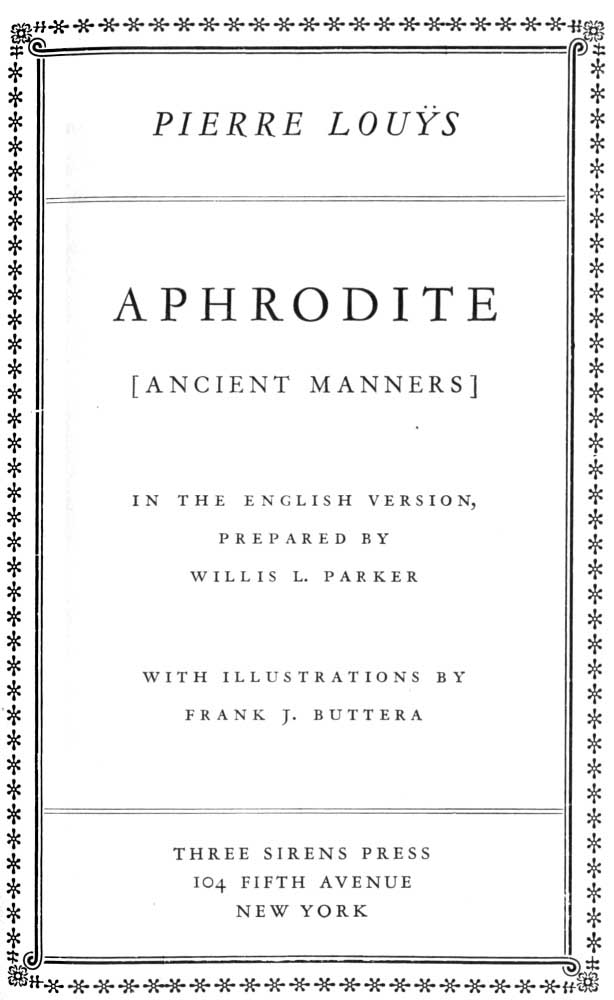 PIERRE LOUŸS
APHRODITE
[ANCIENT MANNERS]
IN THE ENGLISH VERSION,
PREPARED BY
WILLIS L. PARKER
WITH ILLUSTRATIONS BY
FRANK J. BUTTERA
THREE SIRENS PRESS
104 FIFTH AVENUE
NEW YORK